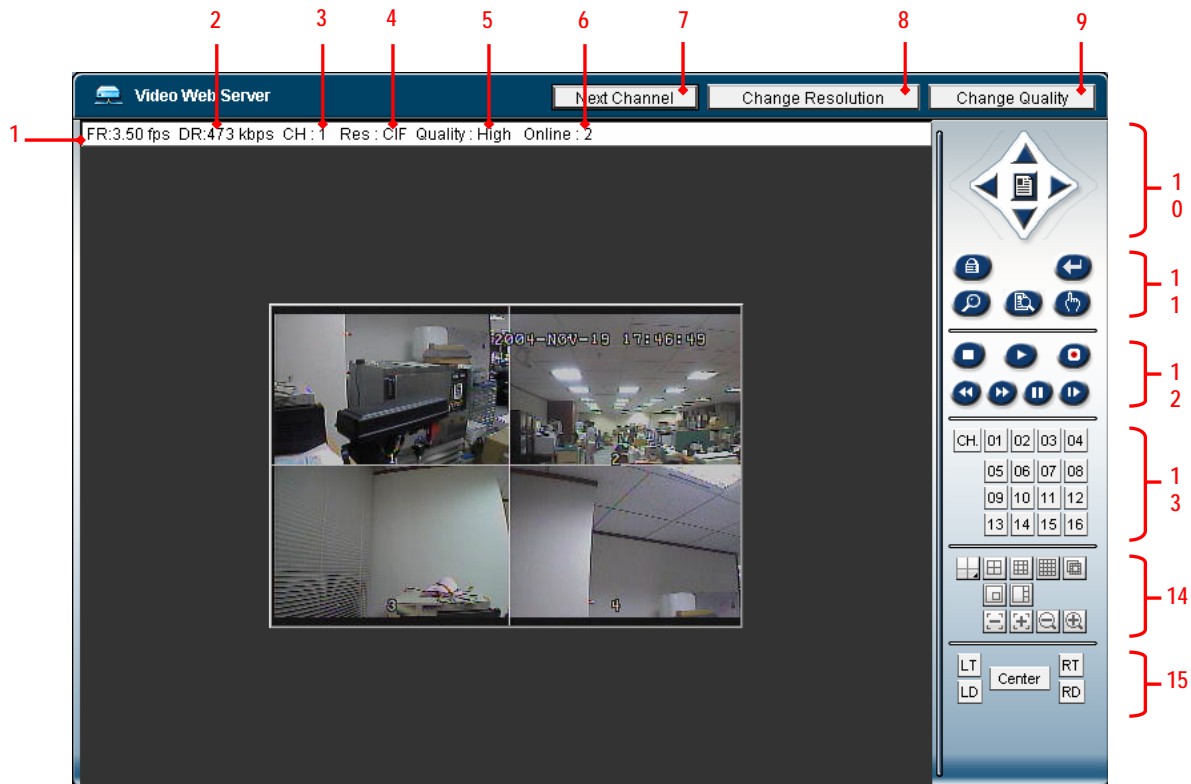 2 3 4 5 6 7 8 9
Video Web Server Next Channel Change Resolution Change Quality
1 FR:3.50 fps DR:473 kbps CH : 1 Res : CIF Quality : High Online : 2
1
0
1
1
2004-NOV-15 17:46:45
1
2
1 2
CH. 01 02 03 04
05 06 07 08
1
09 10 11 12
3
13 14 15 16
3 4
14
LT RT
Center
15
LD RD